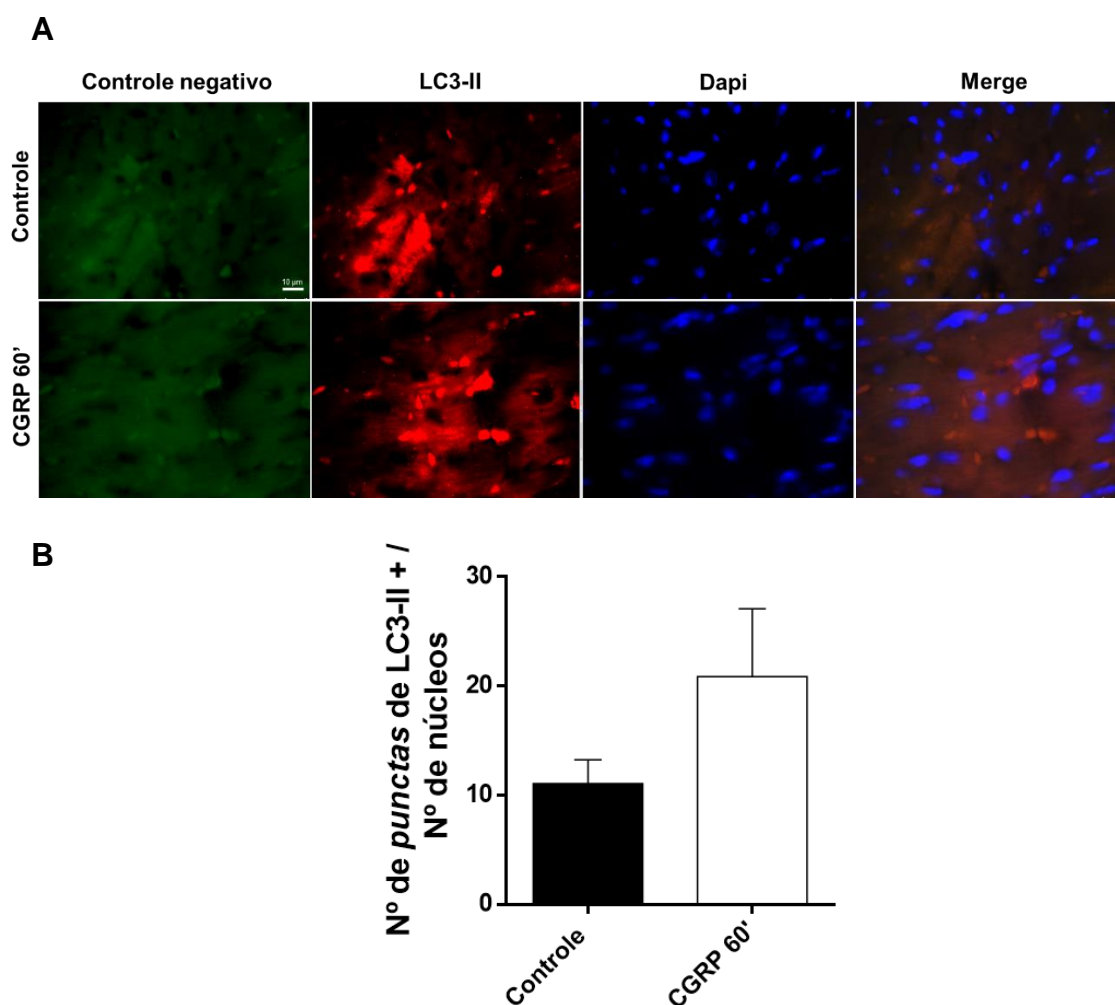 A
Controle negativo LC3-II Dapi Merge
Controle
10 µm
CGRP 60'
B
Nº de punctas de LC3-II + /
Nº de núcleos
30
20
10
0
Controle
CGRP 60'